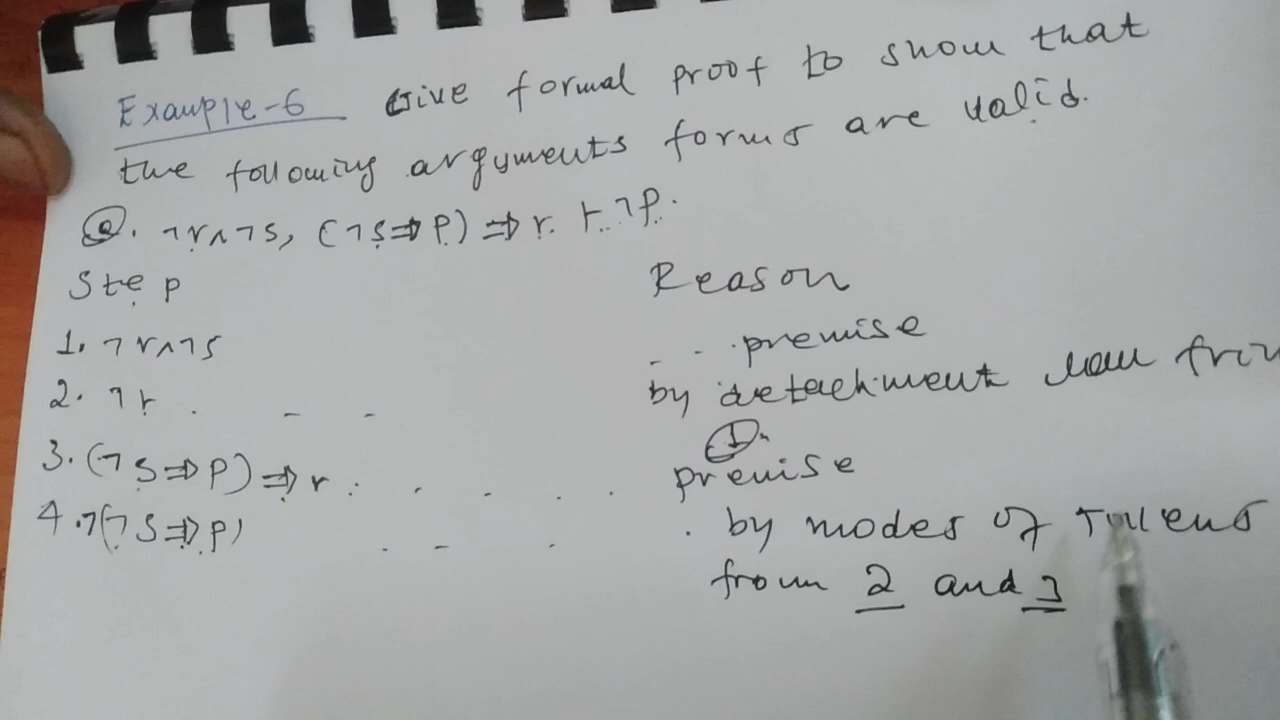 Example-6 Give formal proof to show that
the following arguments forms are valid.
a. ¬r∧¬s, (¬s⇒p)⇒r. ⊢ ¬p.
Step Reason
1. ¬r∧¬s premise
2. ¬r by detachment law from
1.
3. (¬s⇒p)⇒r premise
4. ¬(¬s⇒p) by modes of Tollens
from 2 and 3